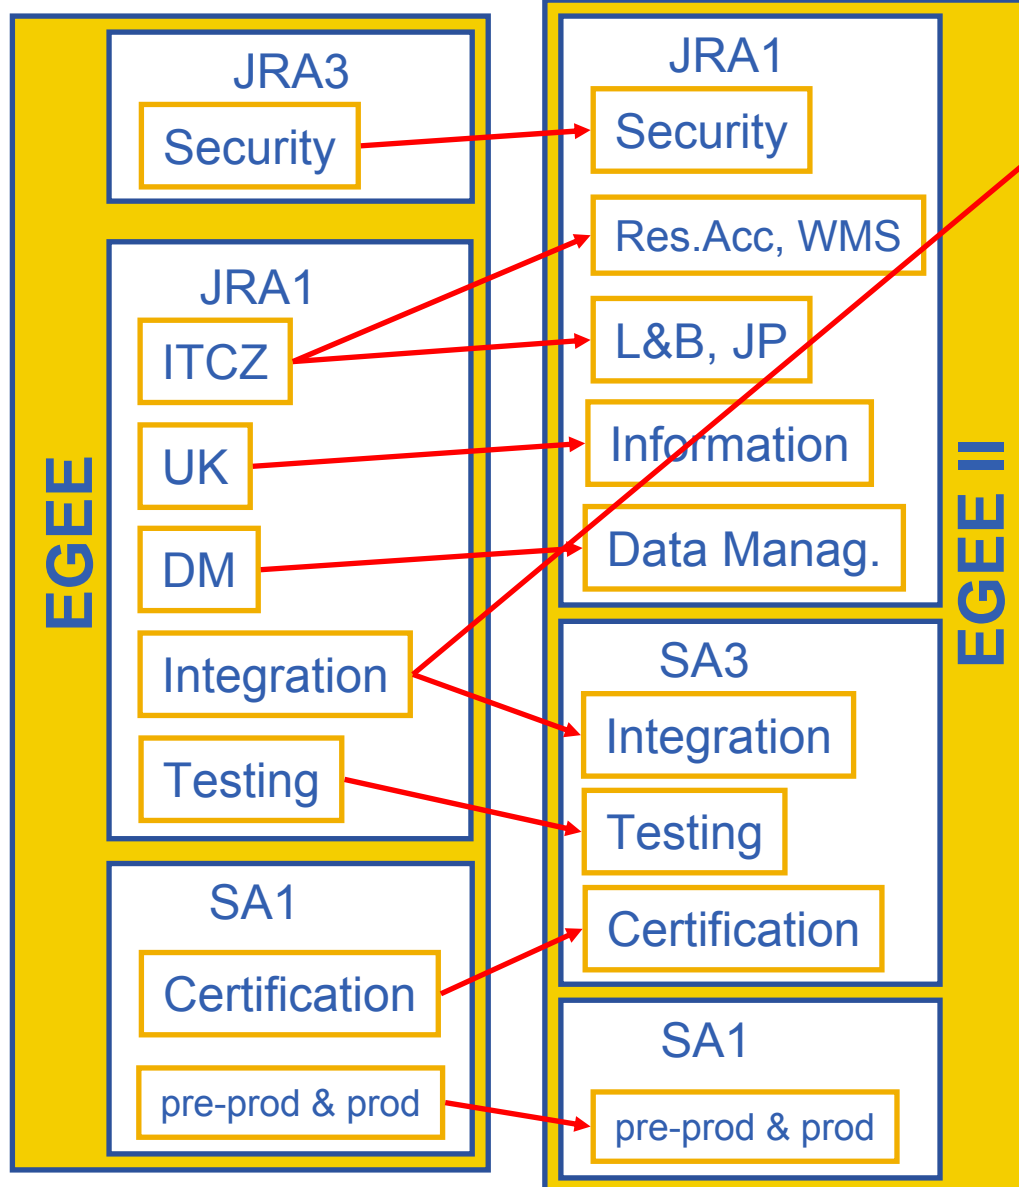 EGEE
JRA3
Security
JRA1
ITCZ
UK
DM
Integration
Testing
SA1
Certification
pre-prod & prod
EGEE II
JRA1
Security
Res.Acc, WMS
L&B, JP
Information
Data Manag.
SA3
Integration
Testing
Certification
SA1
pre-prod & prod